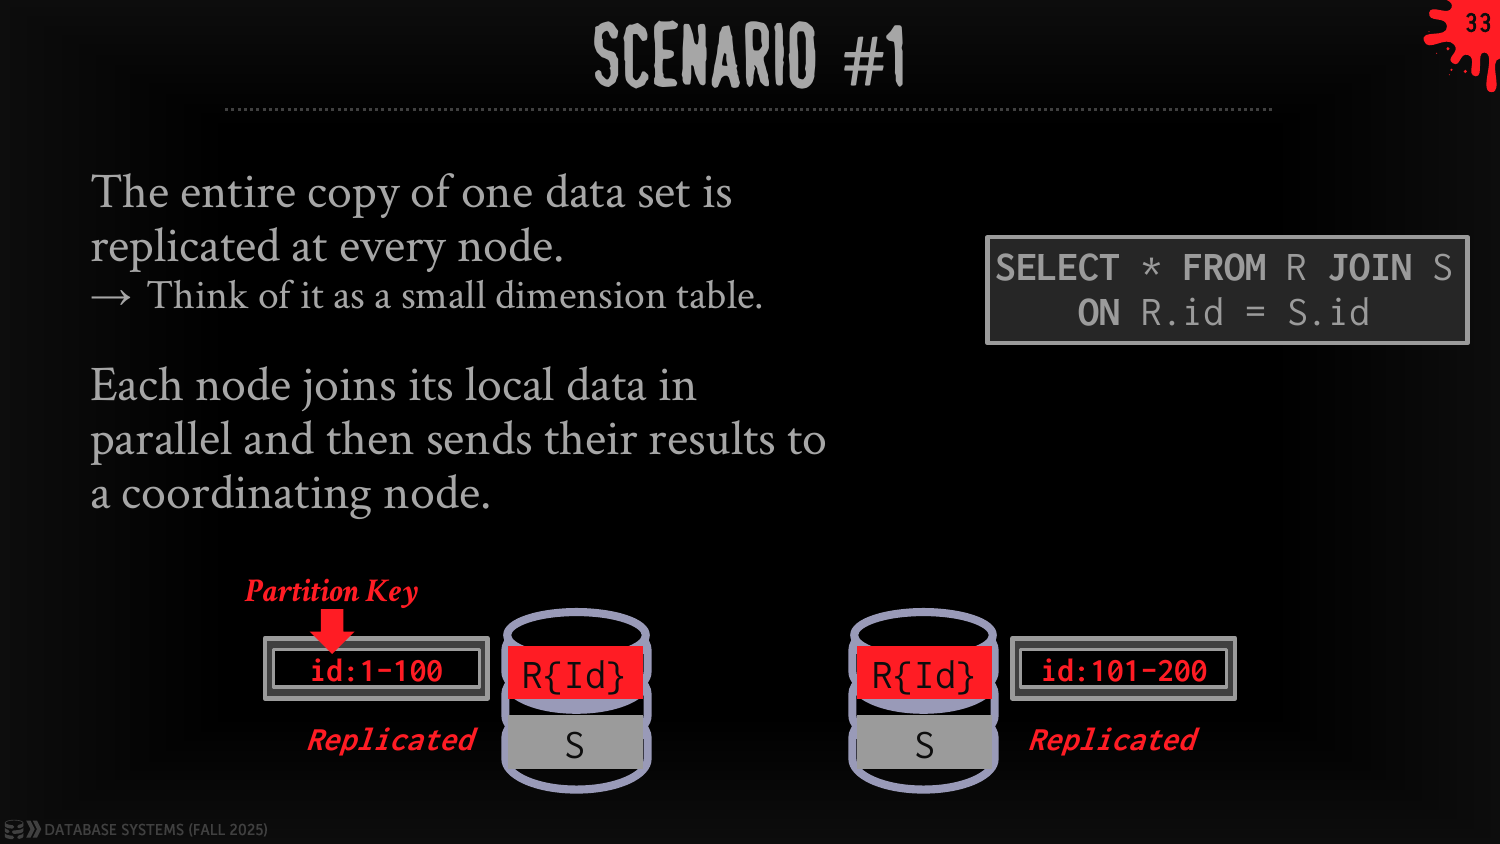 SCENARIO #1
33
The entire copy of one data set is
replicated at every node.
→ Think of it as a small dimension table.
SELECT * FROM R JOIN S
ON R.id = S.id
Each node joins its local data in
parallel and then sends their results to
a coordinating node.
Partition Key
id:1-100
R{Id}
R{Id}
id:101-200
Replicated
S
S
Replicated
DATABASE SYSTEMS (FALL 2025)